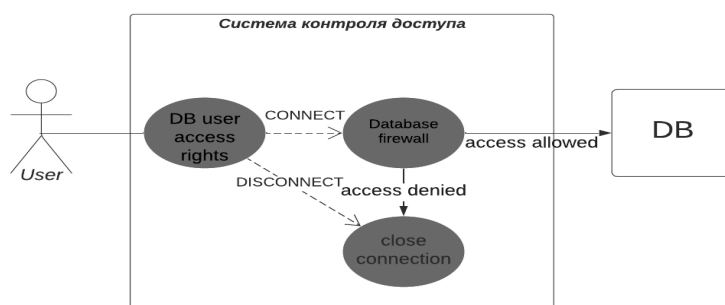 Система контроля доступа
User
DB user
access
rights
CONNECT
Database
firewall
access allowed
DB
DISCONNECT
access denied
close
connection